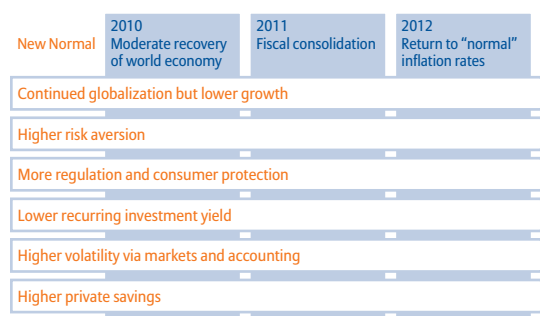 New Normal
2010
Moderate recovery
of world economy
2011
Fiscal consolidation
2012
Return to “normal”
inflation rates
Continued globalization but lower growth
Higher risk aversion
More regulation and consumer protection
Lower recurring investment yield
Higher volatility via markets and accounting
Higher private savings